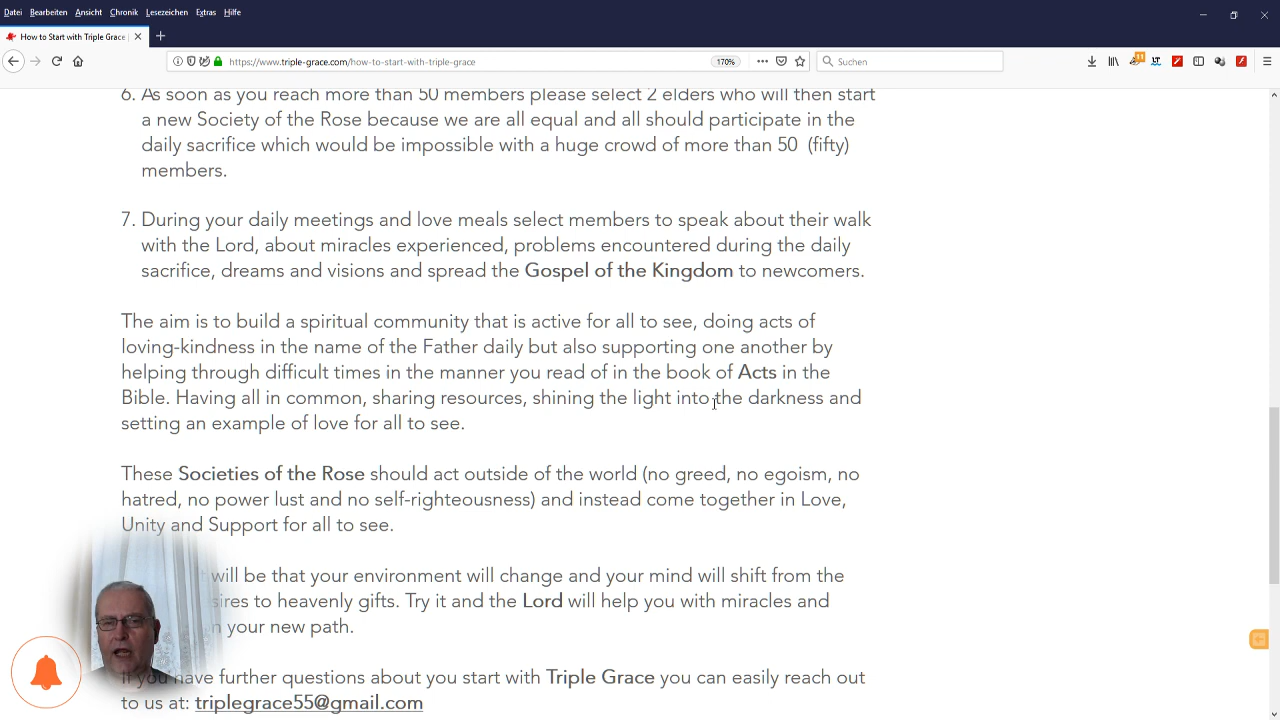 Datei Bearbeiten Ansicht Chronik Lesezeichen Extras Hilfe
How to Start with Triple Grace |
https://www.triple-grace.com/how-to-start-with-triple-grace
170%
Suchen
11
6. As soon as you reach more than 50 members please select 2 elders who will then start
a new Society of the Rose because we are all equal and all should participate in the
daily sacrifice which would be impossible with a huge crowd of more than 50 (fifty)
members.
7. During your daily meetings and love meals select members to speak about their walk
with the Lord, about miracles experienced, problems encountered during the daily
sacrifice, dreams and visions and spread the Gospel of the Kingdom to newcomers.
The aim is to build a spiritual community that is active for all to see, doing acts of
loving-kindness in the name of the Father daily but also supporting one another by
helping through difficult times in the manner you read of in the book of Acts in the
Bible. Having all in common, sharing resources, shining the light into the darkness and
setting an example of love for all to see.
These Societies of the Rose should act outside of the world (no greed, no egoism, no
hatred, no power lust and no self-righteousness) and instead come together in Love,
Unity and Support for all to see.
will be that your environment will change and your mind will shift from the
to heavenly gifts. Try it and the Lord will help you with miracles and
your new path.
If you have further questions about you start with Triple Grace you can easily reach out
to us at: triplegrace55@gmail.com